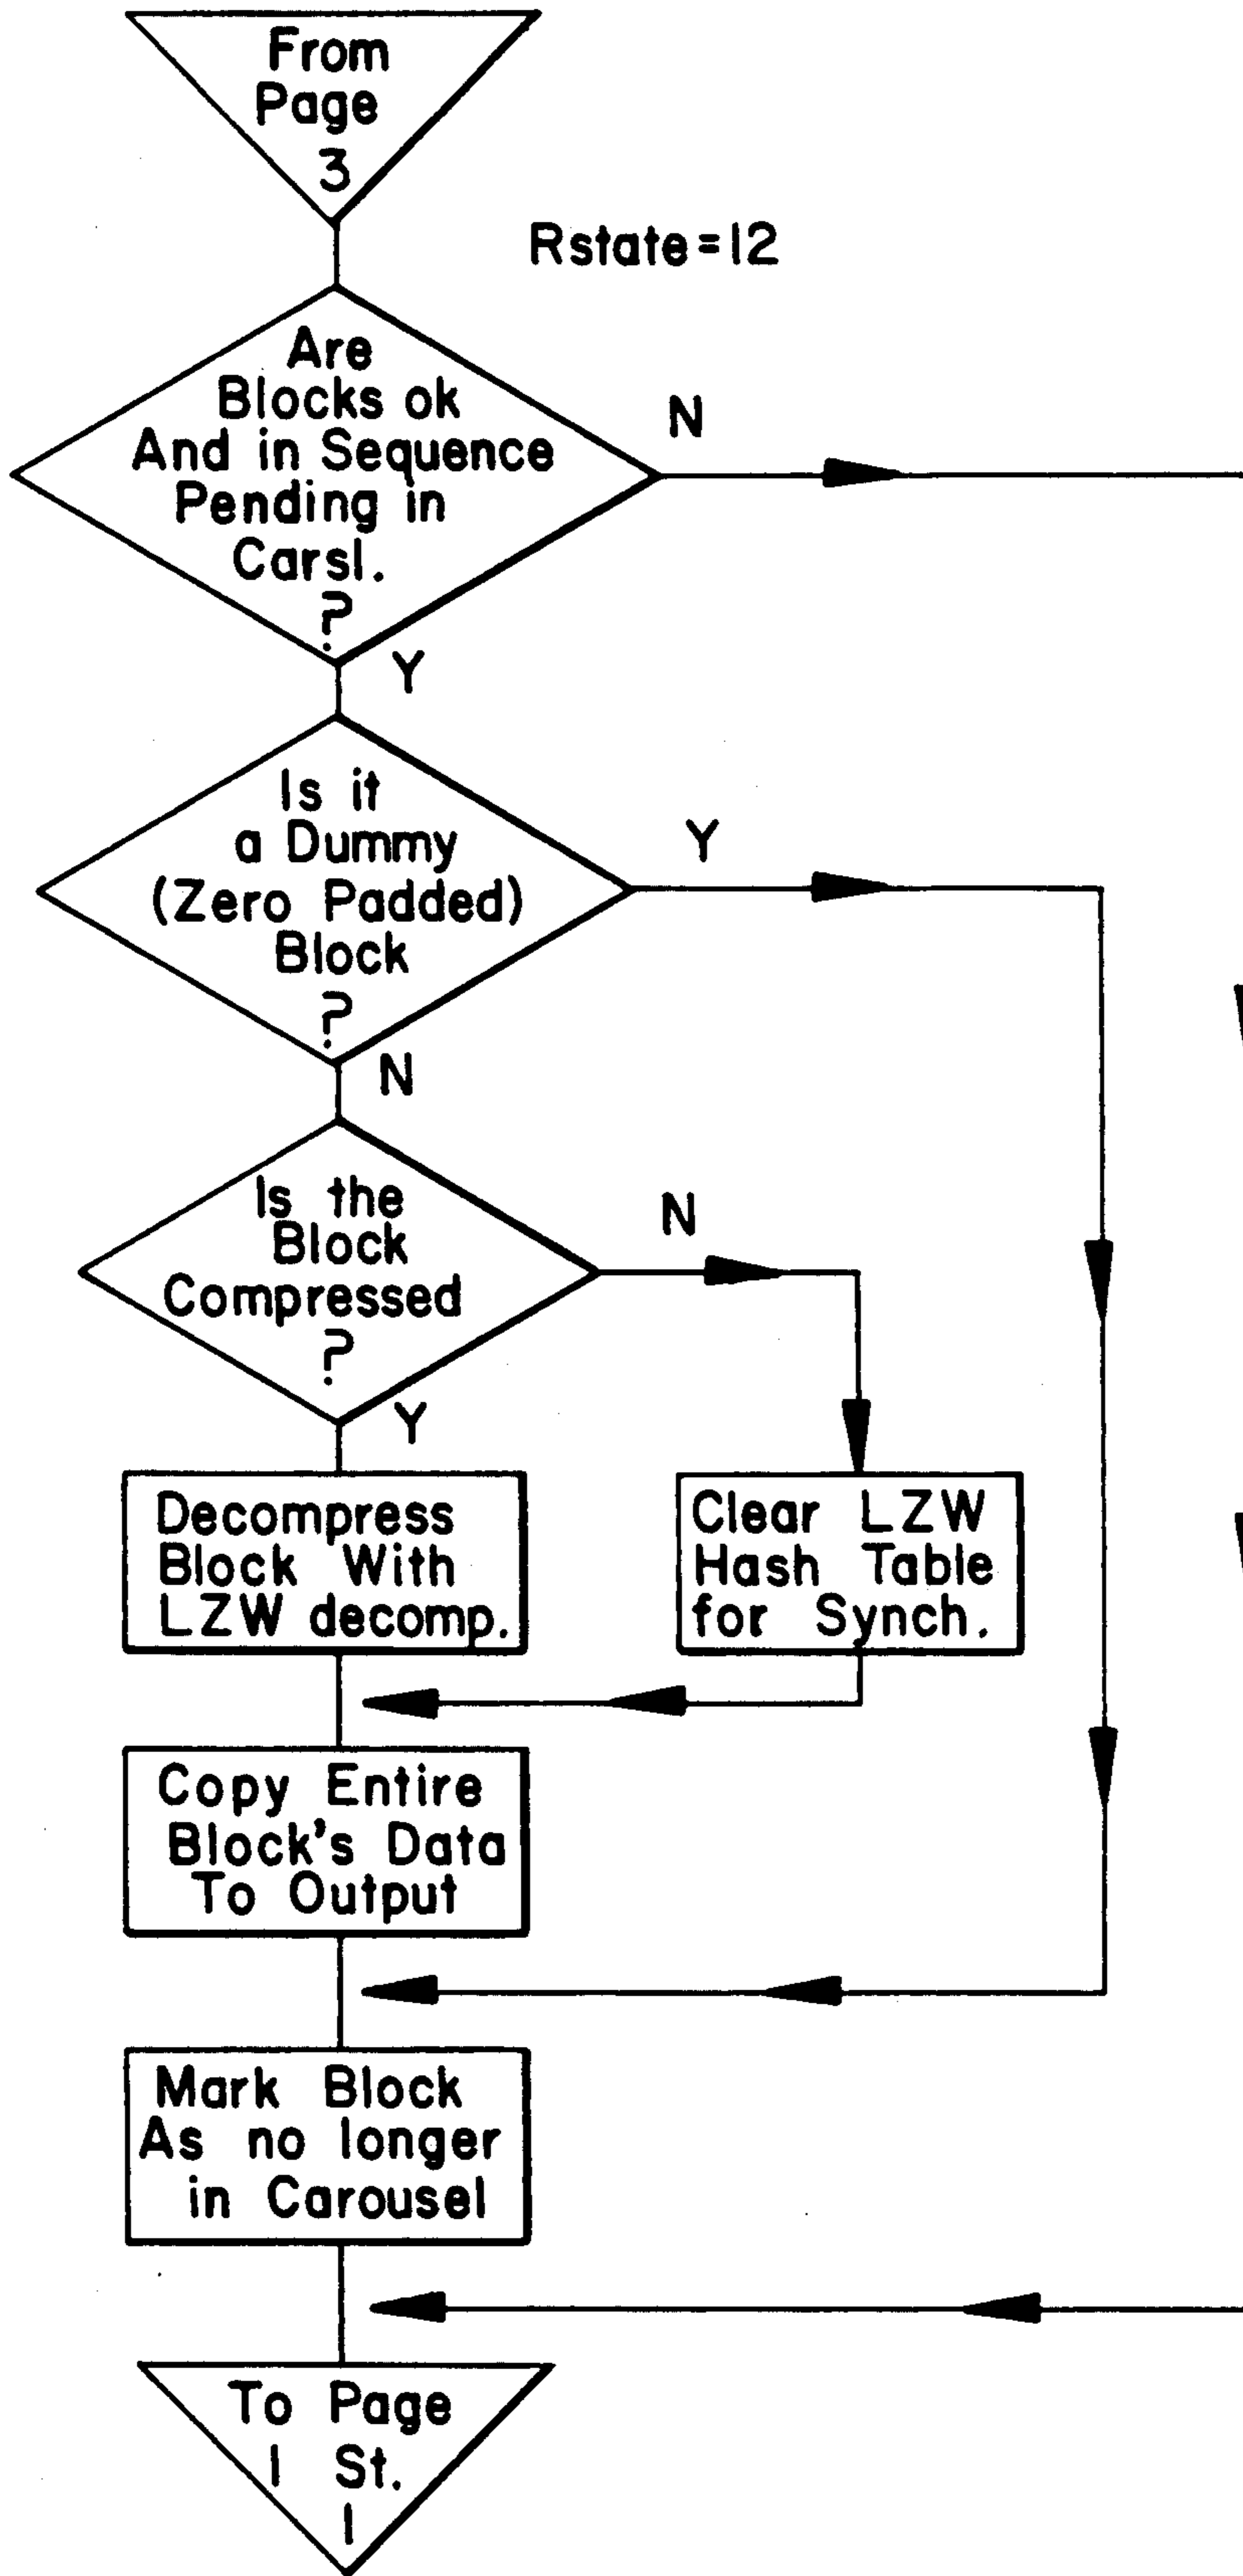 From
Page
3
Rstate=12
Are
Blocks ok
And in Sequence
Pending in
Carsl.
?
N
Y
Is it
a Dummy
(Zero Padded)
Block
?
Y
N
Is the
Block
Compressed
?
N
Y
Decompress
Block With
LZW decomp.
Clear LZW
Hash Table
for Synch.
Copy Entire
Block's Data
To Output
Mark Block
As no longer
in Carousel
To Page
1 St.
1